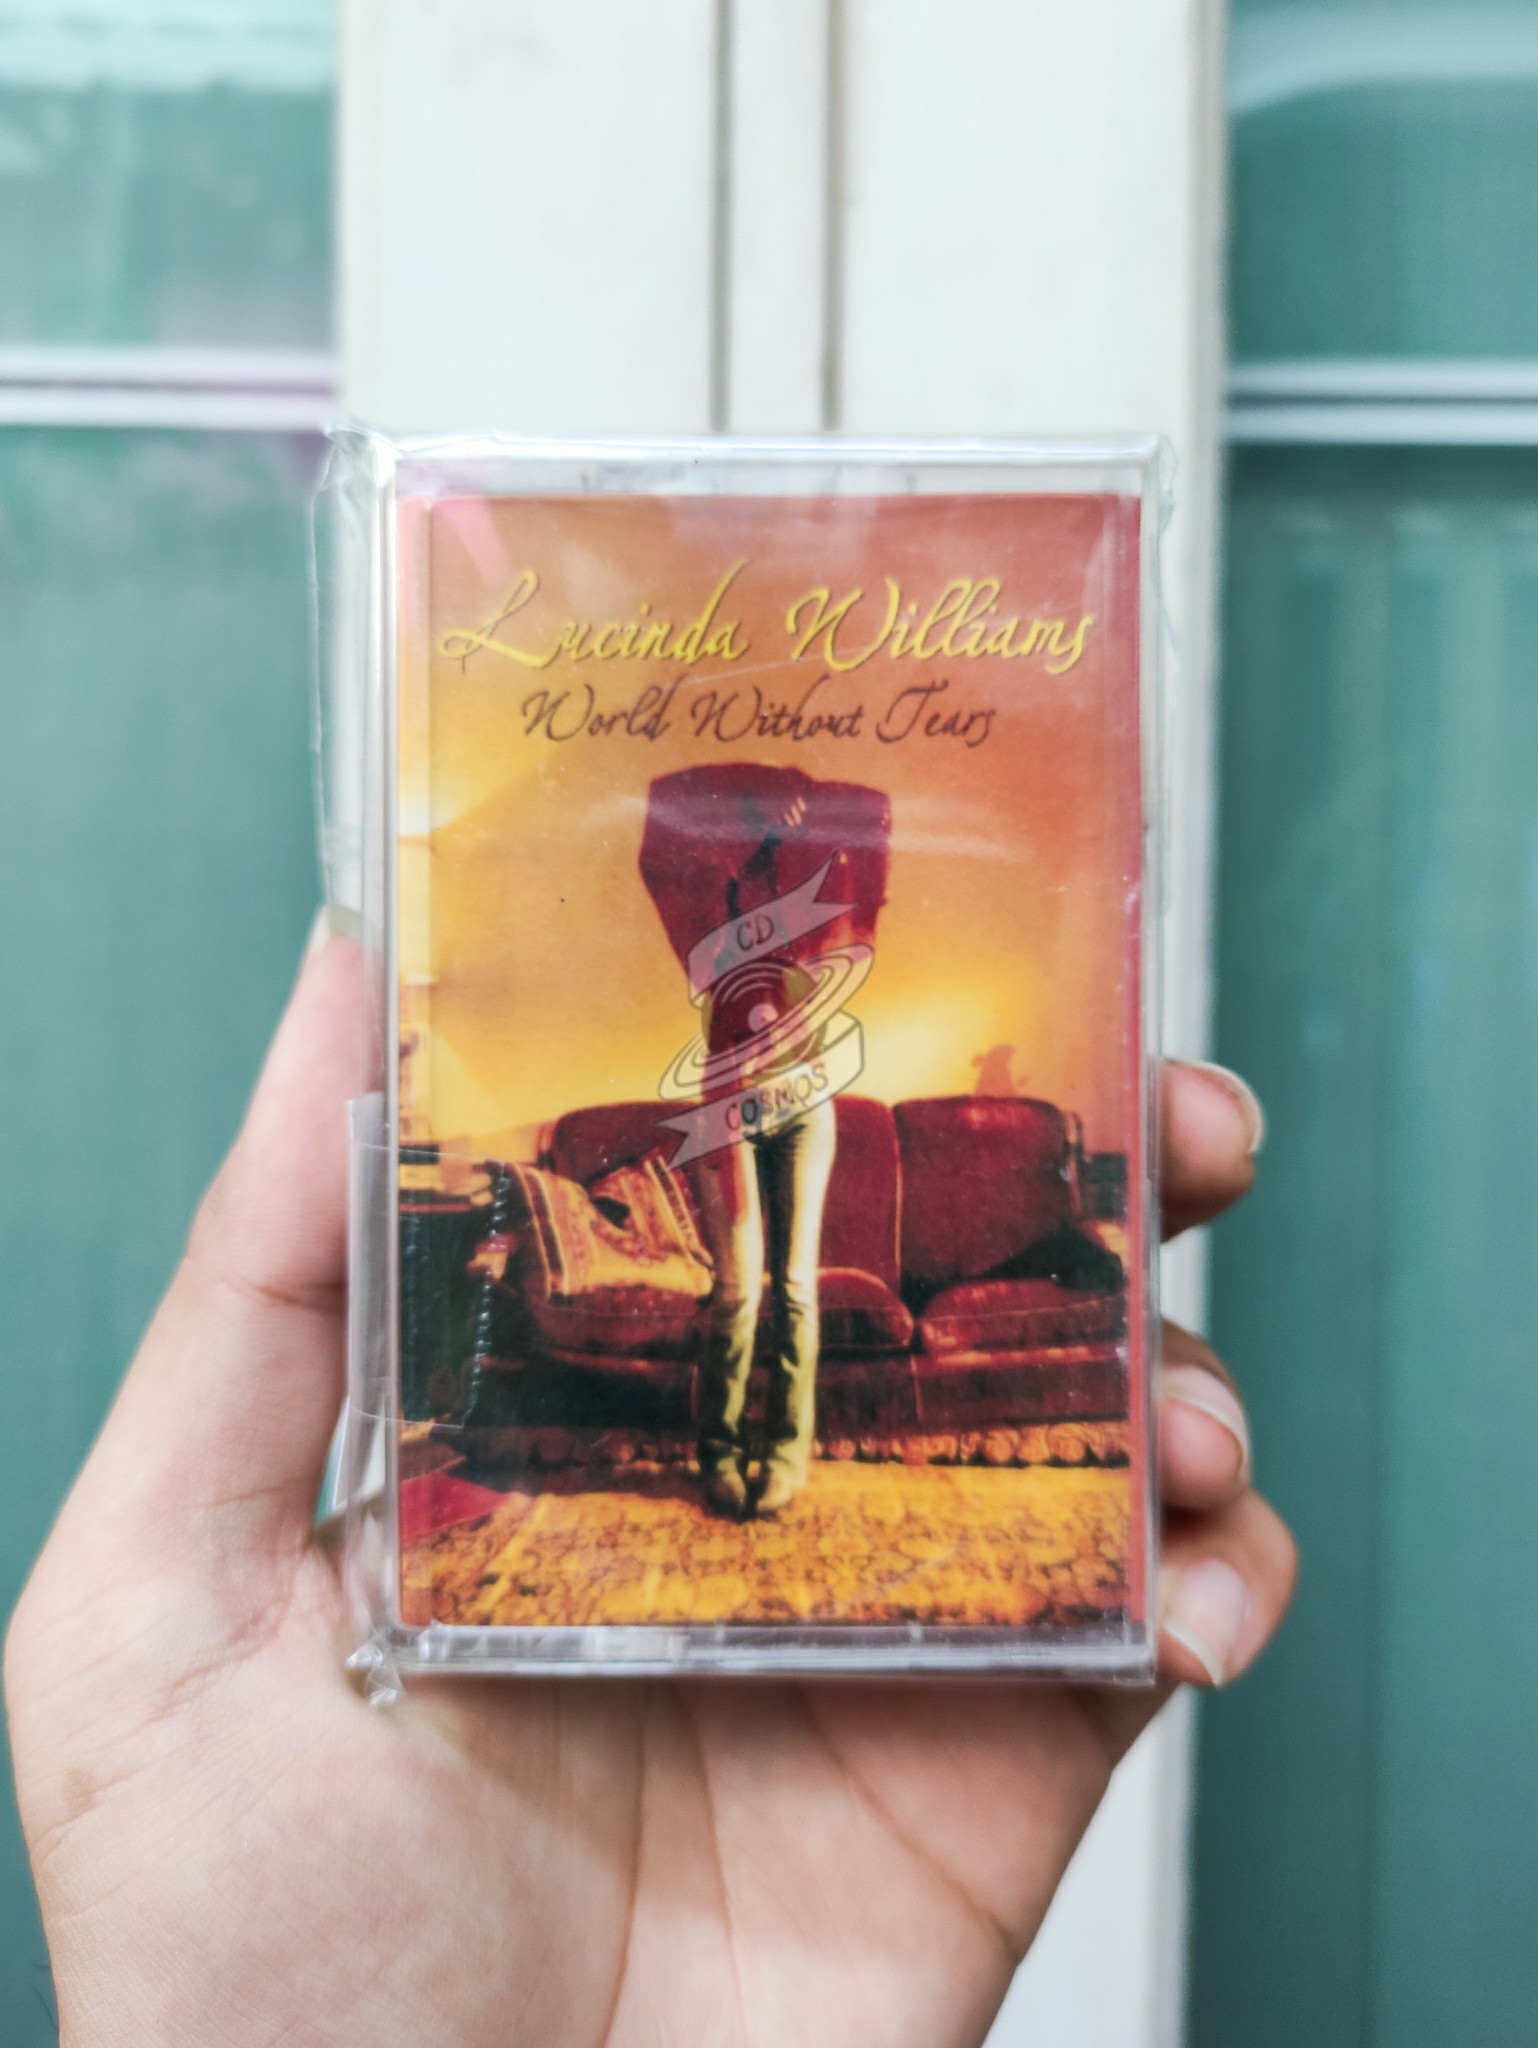 Lucinda Williams
World Without Tears
CD
COSMOS